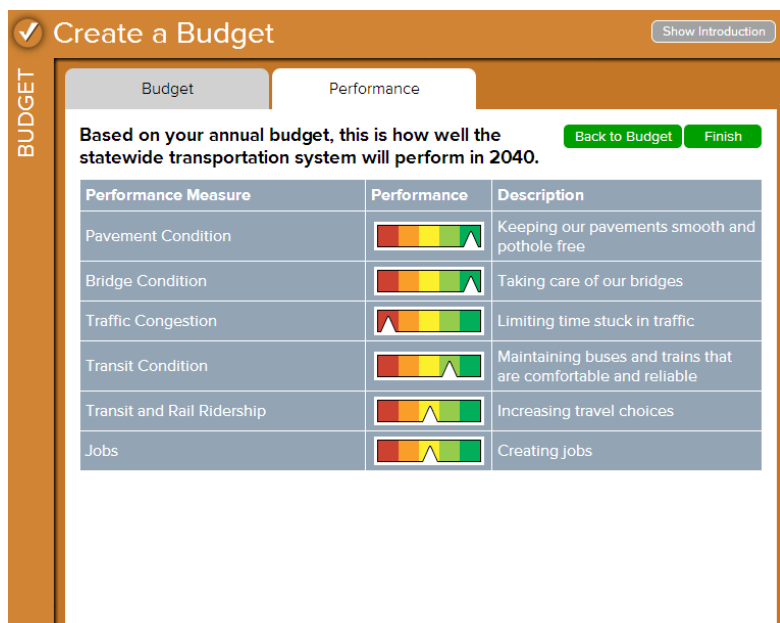 Create a Budget
Show Introduction
BUDGET
Budget
Performance
Based on your annual budget, this is how well the
statewide transportation system will perform in 2040.
Back to Budget
Finish
Performance Measure
Performance
Description
Pavement Condition
Keeping our pavements smooth and
pothole free
Bridge Condition
Taking care of our bridges
Traffic Congestion
Limiting time stuck in traffic
Transit Condition
Maintaining buses and trains that
are comfortable and reliable
Transit and Rail Ridership
Increasing travel choices
Jobs
Creating jobs